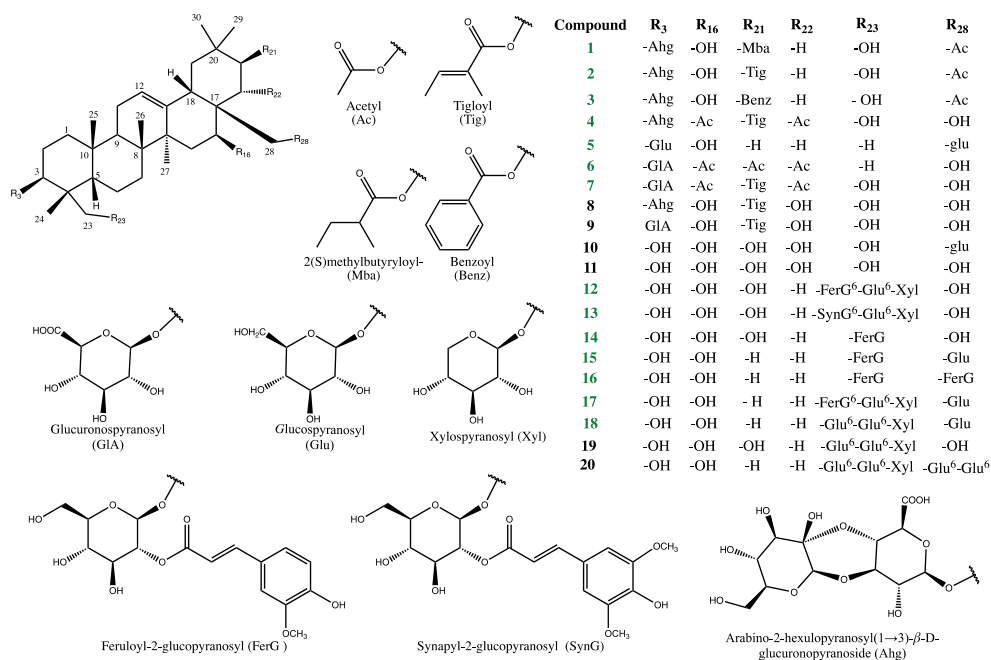 30
29
R21
20
H
12
R22
18
17
25
26
28
R28
1
9
R16
10
8
27
3
5
R3
H
24
23
R23
O
O
Acetyl
(Ac)
O
O
Tigloyl
(Tig)
O
O
2(S)methylbutyryloyl-
(Mba)
O
O
Benzoyl
(Benz)
Compound R3 R16 R21 R22 R23 R28
1 -Ahg -OH -Mba -H -OH -Ac
2 -Ahg -OH -Tig -H -OH -Ac
3 -Ahg -OH -Benz -H - OH -Ac
4 -Ahg -Ac -Tig -Ac -OH -OH
5 -Glu -OH -H -H -H -glu
6 -GlA -Ac -Ac -Ac -H -OH
7 -GlA -Ac -Tig -Ac -OH -OH
8 -Ahg -OH -Tig -OH -OH -OH
9 GlA -OH -Tig -OH -OH -OH
10 -OH -OH -OH -OH -OH -glu
11 -OH -OH -OH -OH -OH -OH
12 -OH -OH -OH -H -FerG6-Glu6-Xyl -OH
13 -OH -OH -OH -H -SynG6-Glu6-Xyl -OH
14 -OH -OH -OH -H -FerG -OH
15 -OH -OH -H -H -FerG -Glu
16 -OH -OH -H -H -FerG -FerG
17 -OH -OH - H -H -FerG6-Glu6-Xyl -Glu
18 -OH -OH -H -H -Glu6-Glu6-Xyl -Glu
19 -OH -OH -OH -H -Glu6-Glu6-Xyl -OH
20 -OH -OH -H -H -Glu6-Glu6-Xyl -Glu6-Glu6
HOOC
O
O
HO
OH
OH
Glucuronspyranosyl
(GlA)
HOH2C
O
O
HO
OH
OH
Glucospyranosyl
(Glu)
O
O
HO
OH
OH
Xylospyranosyl (Xyl)
HO
O
O
O
HO
O
OH
OH
OCH3
Feruloyl-2-glucopyranosyl (FerG )
HO
O
O
O
OCH3
HO
O
OH
OH
OCH3
Synapyl-2-glucopyranosyl (SynG)
COOH
HO
OH
O
O
HO
O
O
O
HO
OH
Arabino-2-hexulopyranosyl(1→3)-β-D-
glucuronopyranoside (Ahg)